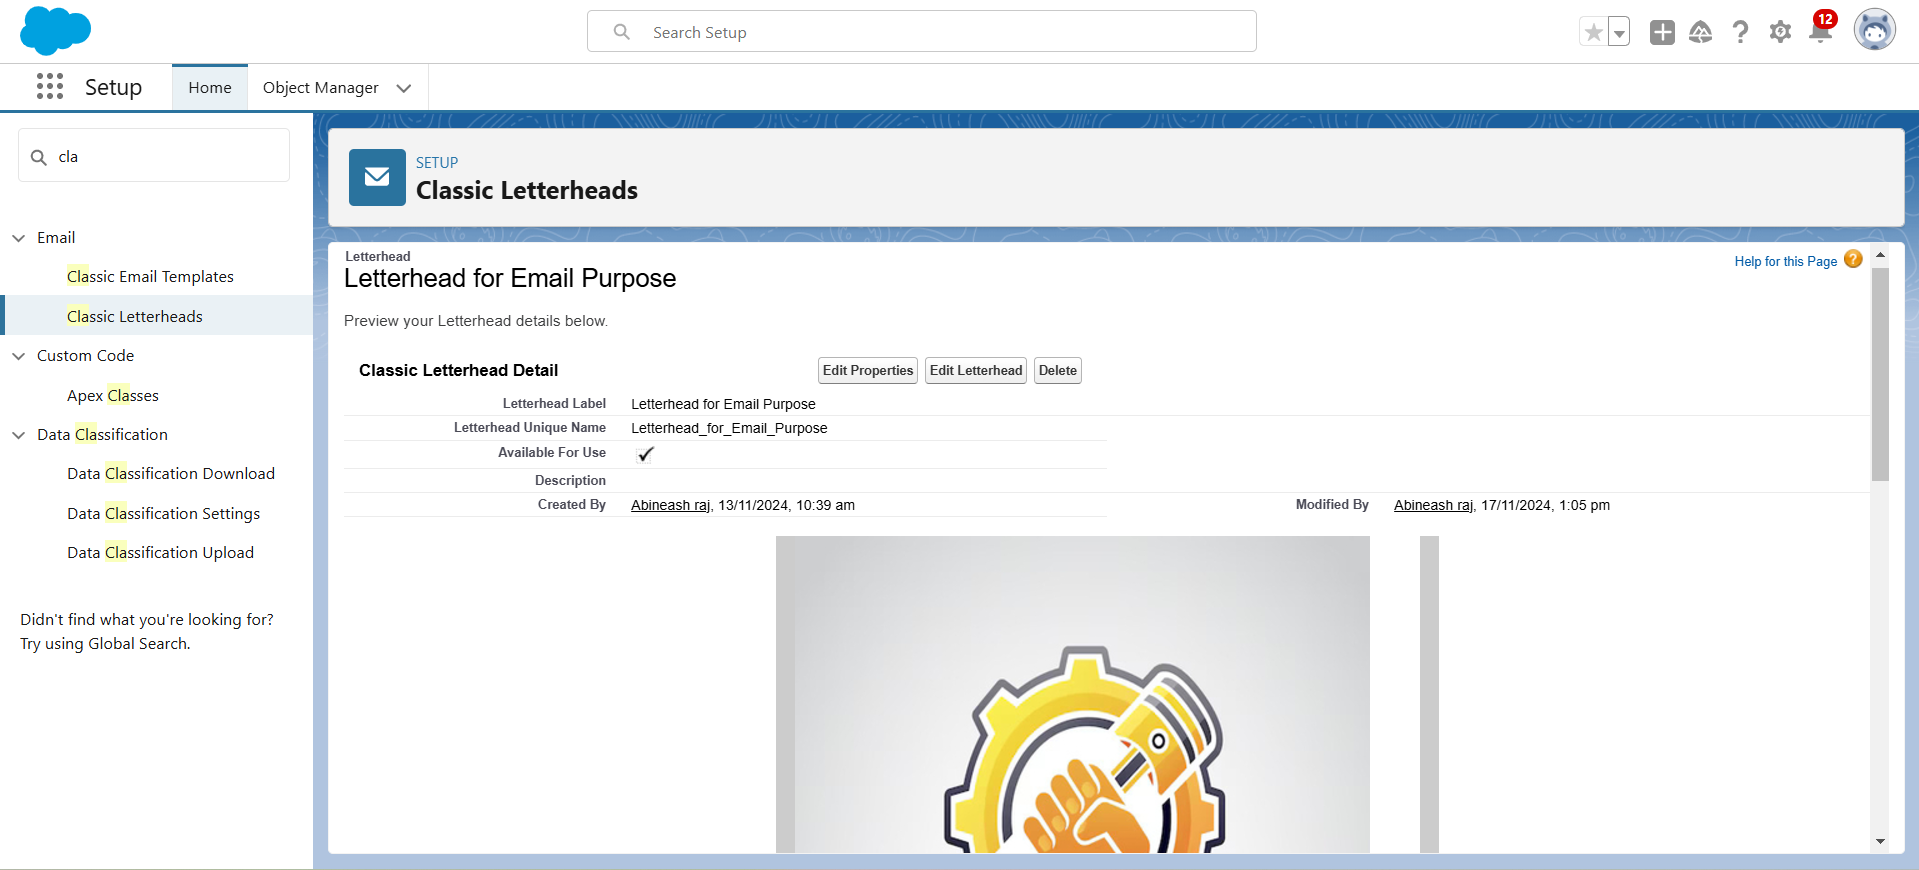 Search Setup
12
Setup
Home
Object Manager
cla
Email
Classic Email Templates
Classic Letterheads
Custom Code
Apex Classes
Data Classification
Data Classification Download
Data Classification Settings
Data Classification Upload
Didn't find what you're looking for?
Try using Global Search.
SETUP
Classic Letterheads
Letterhead
Letterhead for Email Purpose
Help for this Page ?
Preview your Letterhead details below.
Classic Letterhead Detail
Edit Properties Edit Letterhead Delete
Letterhead Label Letterhead for Email Purpose
Letterhead Unique Name Letterhead_for_Email_Purpose
Available For Use
Description
Created By Abineash raj, 13/11/2024, 10:39 am Modified By Abineash raj, 17/11/2024, 1:05 pm